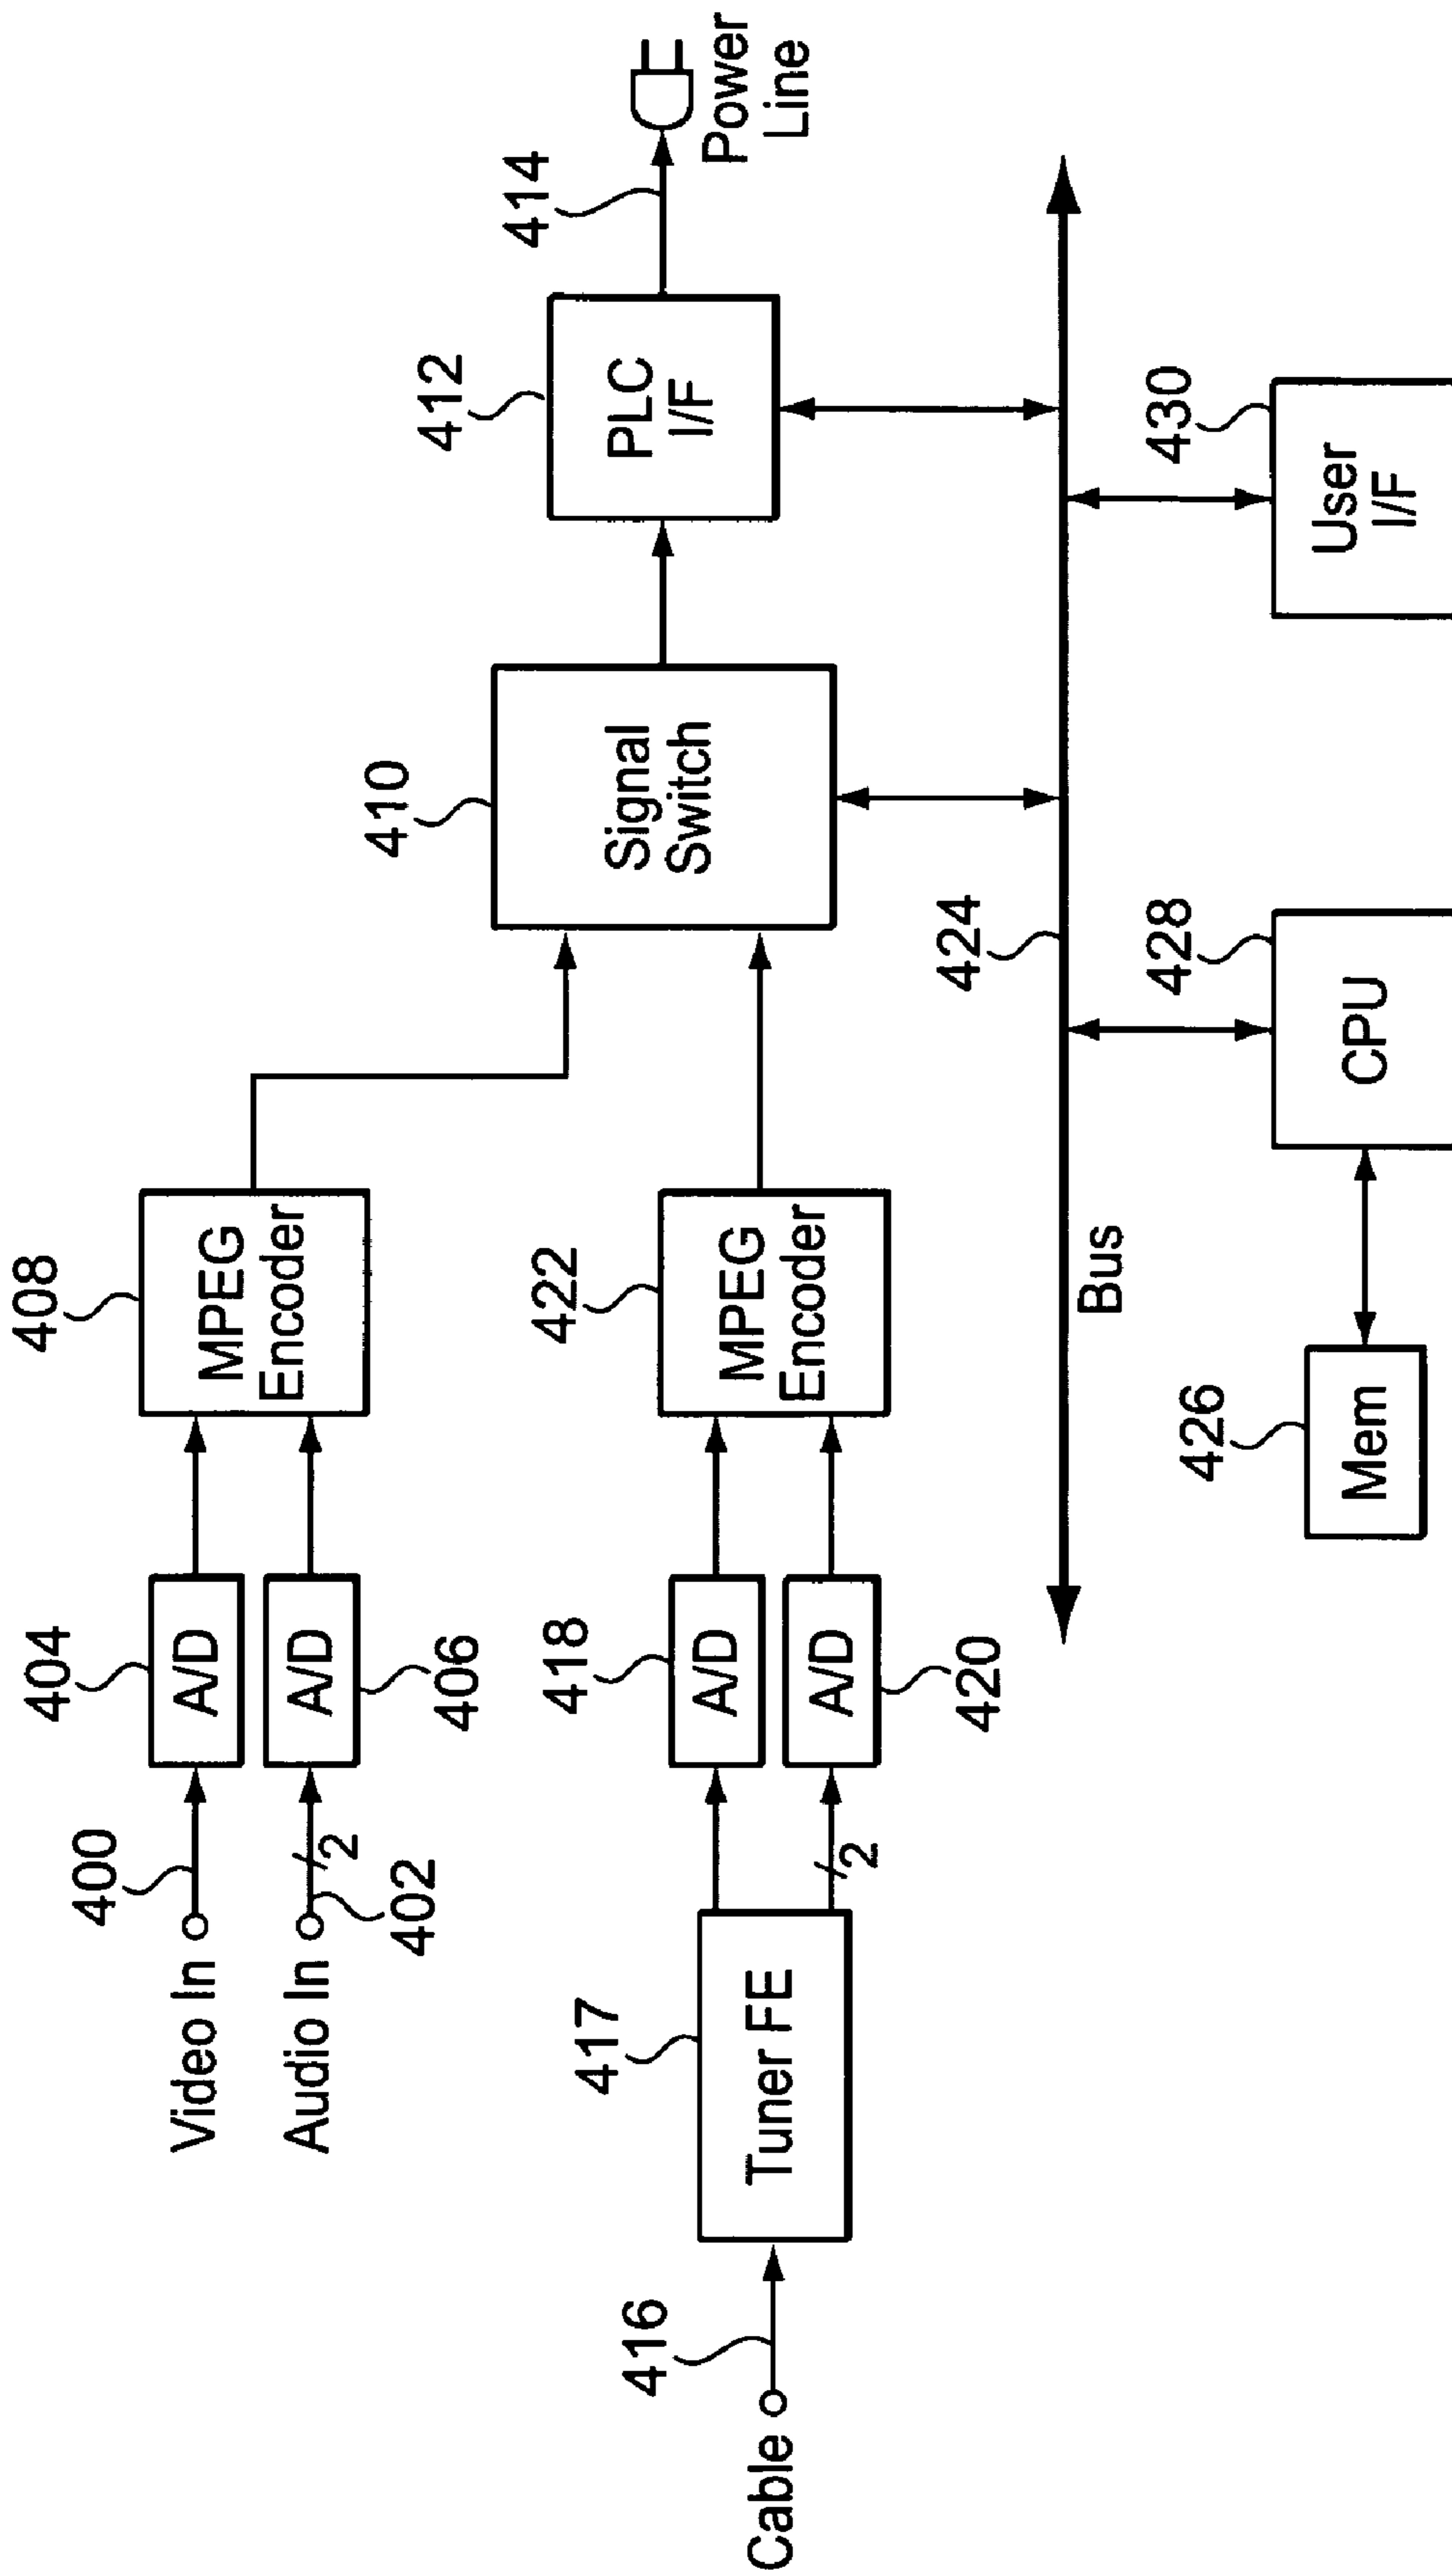 408
404
400
Video In
A/D
MPEG
Encoder
Audio In
2
402
A/D
406
410
412
414
Signal
Switch
PLC
I/F
Power
Line
422
418
417
416
Cable
Tuner FE
A/D
MPEG
Encoder
2
A/D
420
424
Bus
426
Mem
428
CPU
430
User
I/F